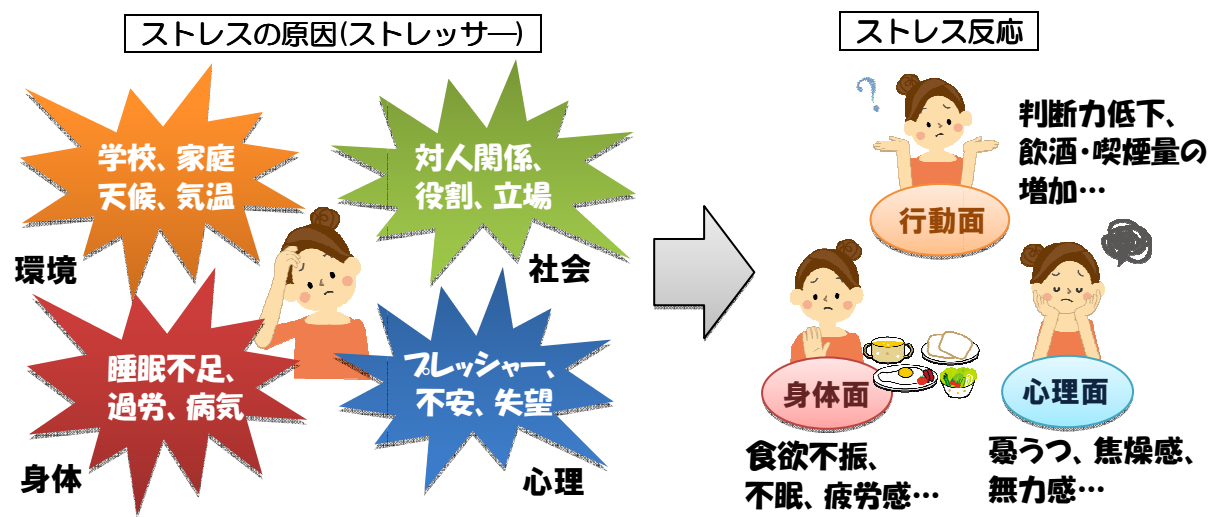 ストレスの原因(ストレッサー)
学校、家庭
天候、気温
環境
対人関係、
役割、立場
社会
睡眠不足、
過労、病気
身体
プレッシャー、
不安、失望
心理
ストレス反応
?
判断力低下、
飲酒・喫煙量の
増加…
行動面
身体面
食欲不振、
不眠、疲労感…
心理面
憂うつ、焦燥感、
無力感…